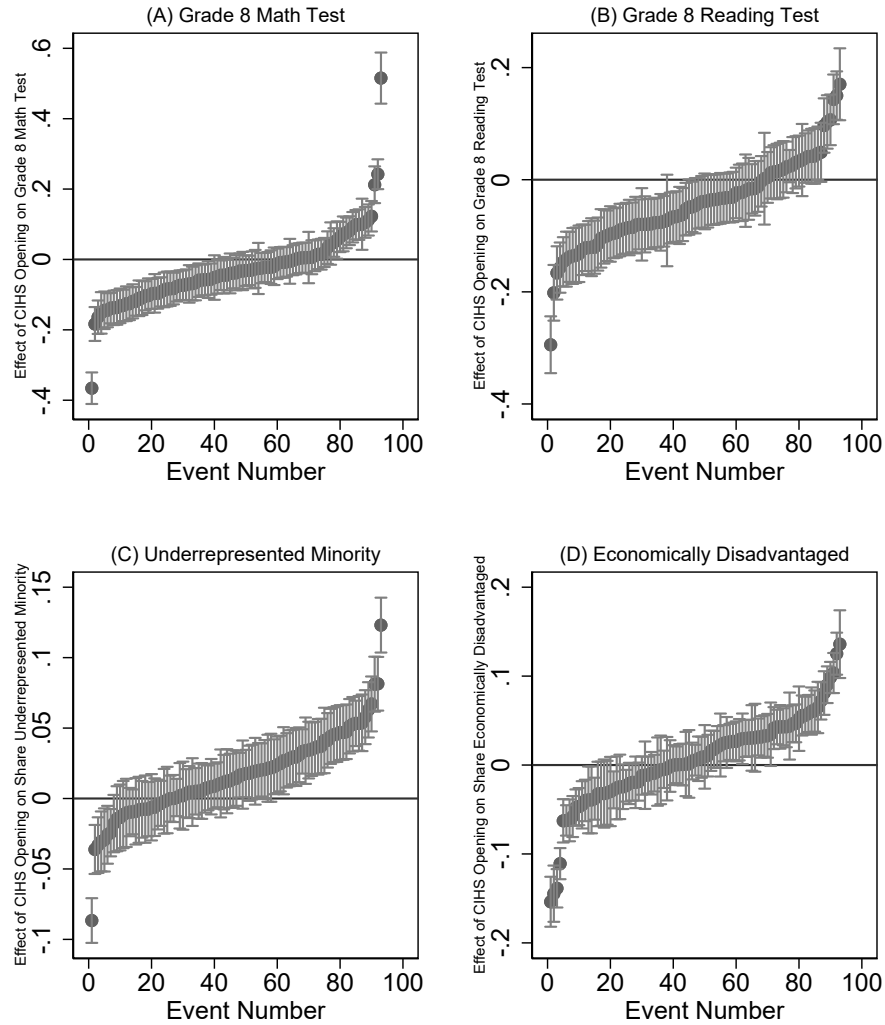 (A) Grade 8 Math Test
Effect of CIHS Opening on Grade 8 Math Test
.6
.4
.2
0
-.2
-.4
0 20 40 60 80 100
Event Number
(B) Grade 8 Reading Test
Effect of CIHS Opening on Grade 8 Reading Test
.2
0
-.2
-.4
0 20 40 60 80 100
Event Number
(C) Underrepresented Minority
Effect of CIHS Opening on Share Underrepresented Minority
.15
.1
.05
0
-.05
-.1
0 20 40 60 80 100
Event Number
(D) Economically Disadvantaged
Effect of CIHS Opening on Share Economically Disadvantaged
0.2
0.1
0
-.1
-.2
0 20 40 60 80 100
Event Number